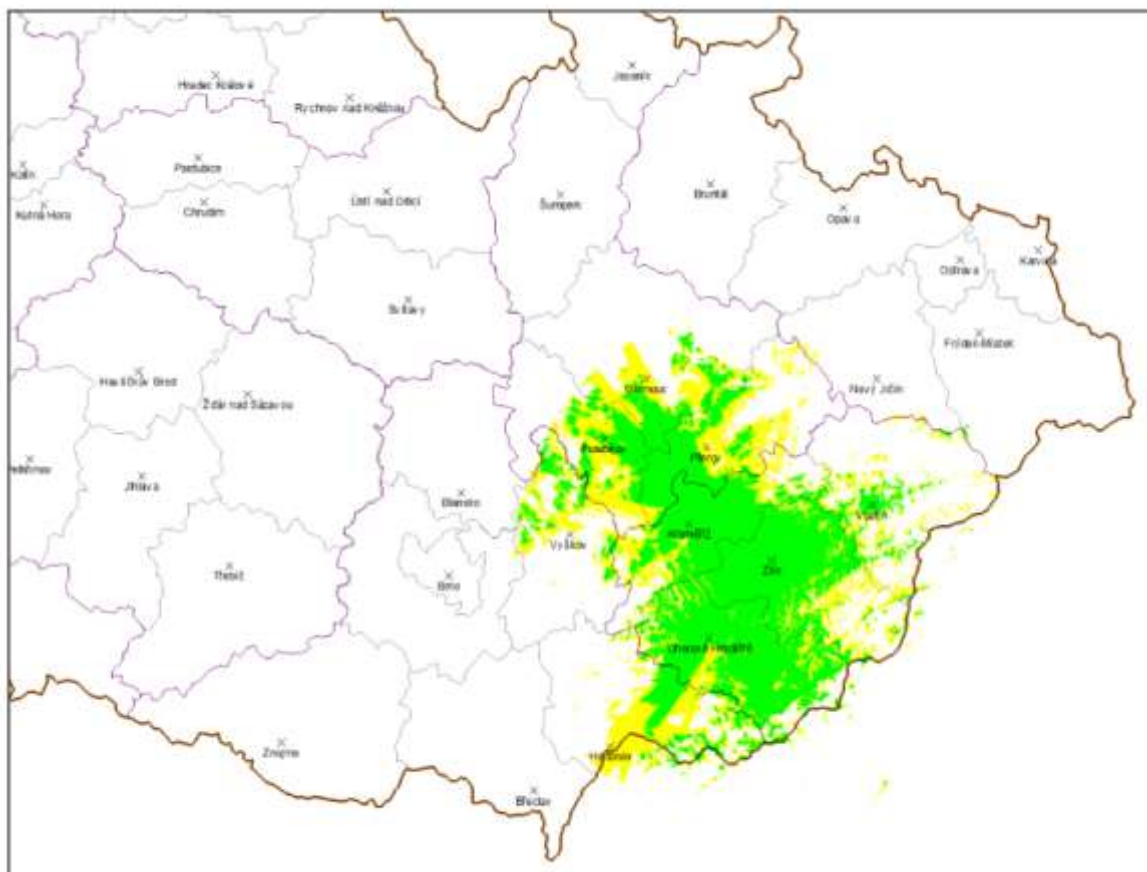 Jeseník
Hradec Králové
Rychnov nad Kněžnou
Pardubice
Kolín
Bruntál
Ústí nad Orlicí
Šumperk
Chrudim
Kutná Hora
Opava
Karviná
Ostrava
Svitavy
Frýdek-Místek
Havlíčkův Brod
Nový Jičín
Olomouc
Žďár nad Sázavou
Prostějov
Přerov
Pelhřimov
Jihlava
Blansko
Vsetín
Kroměříž
Vyškov
Třebíč
Zlín
Brno
Uherské Hradiště
Znojmo
Hodonín
Břeclav